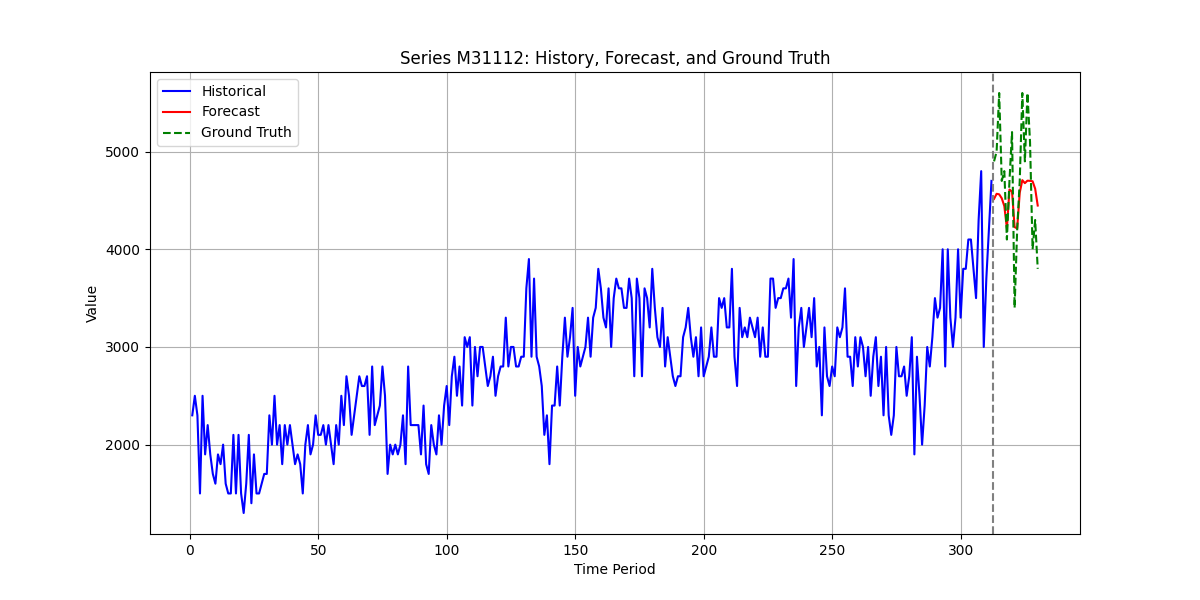 Series M31112: History, Forecast, and Ground Truth
Historical
Forecast
Ground Truth
5000
4000
3000
2000
Value
0 50 100 150 200 250 300
Time Period